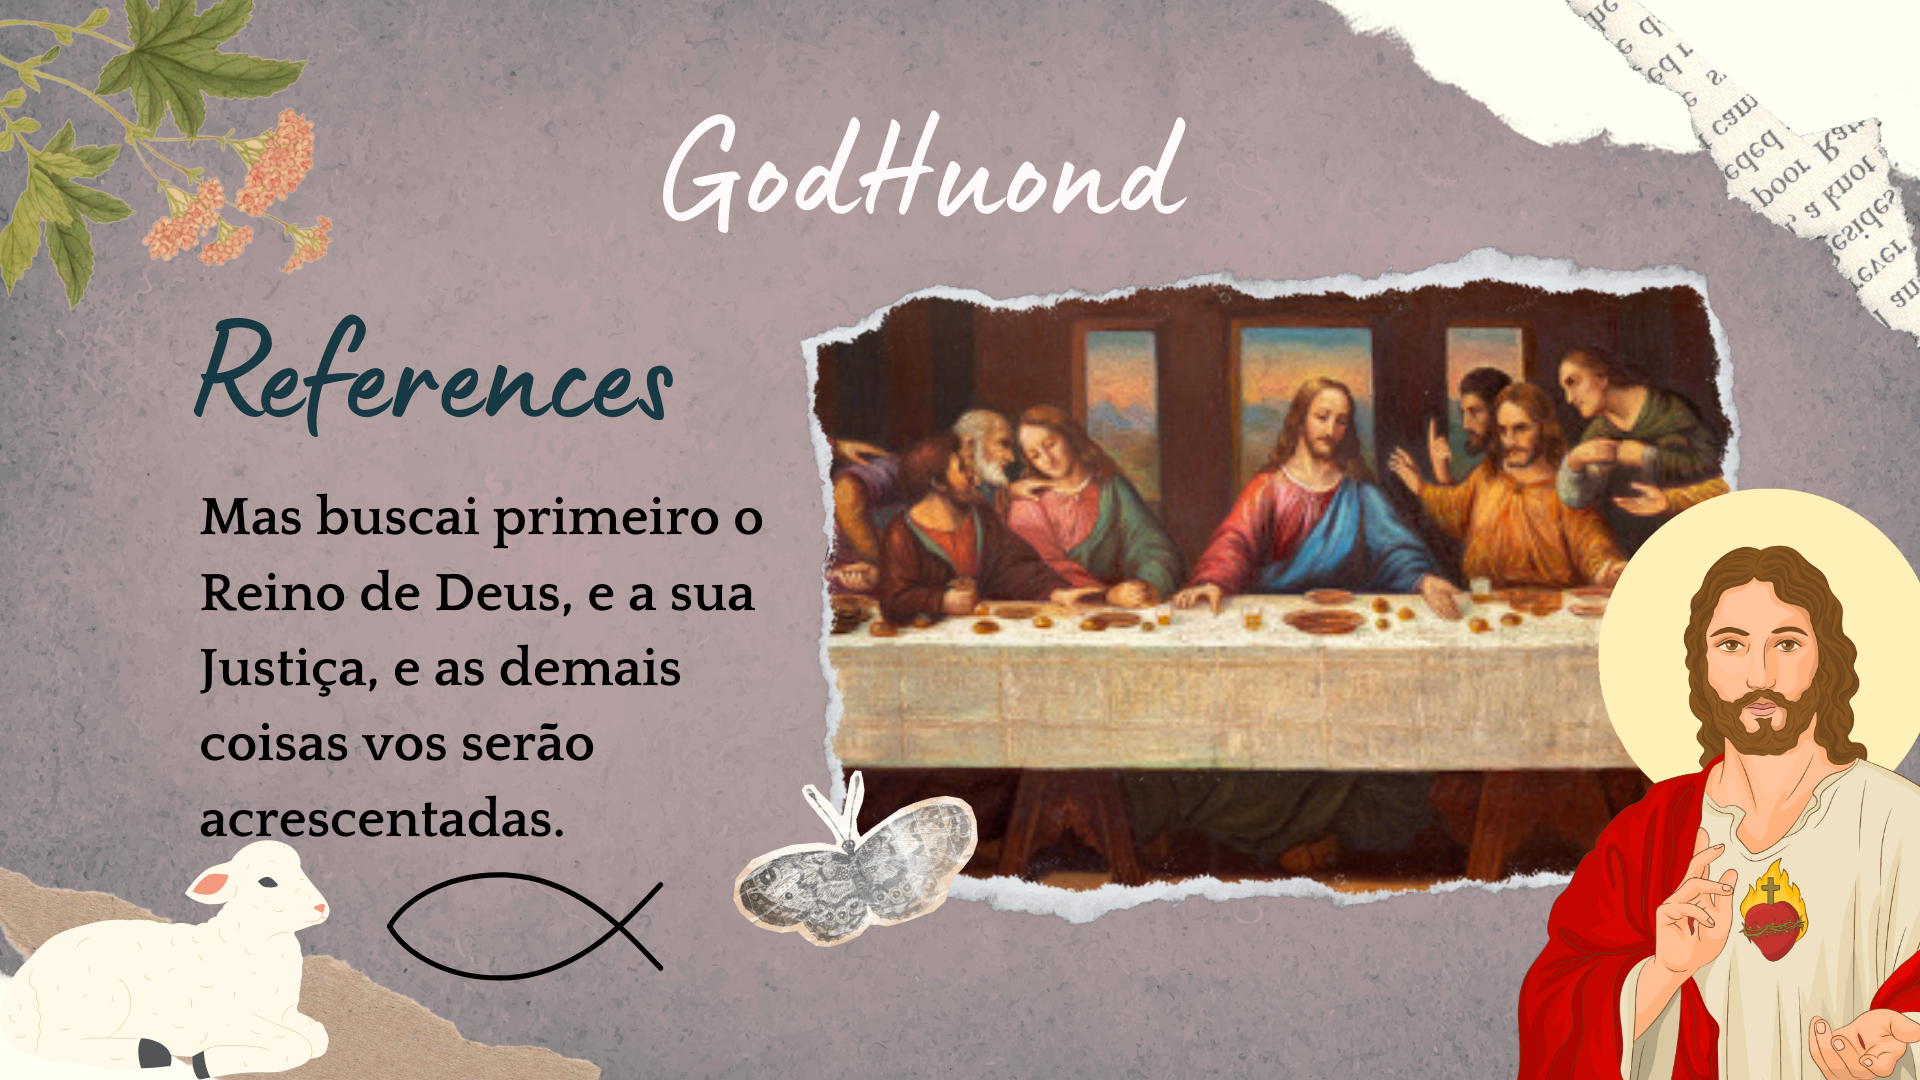 GodHuond
References
Mas buscai primeiro o
Reino de Deus, e a sua
Justiça, e as demais
coisas vos serão
acrescentadas.